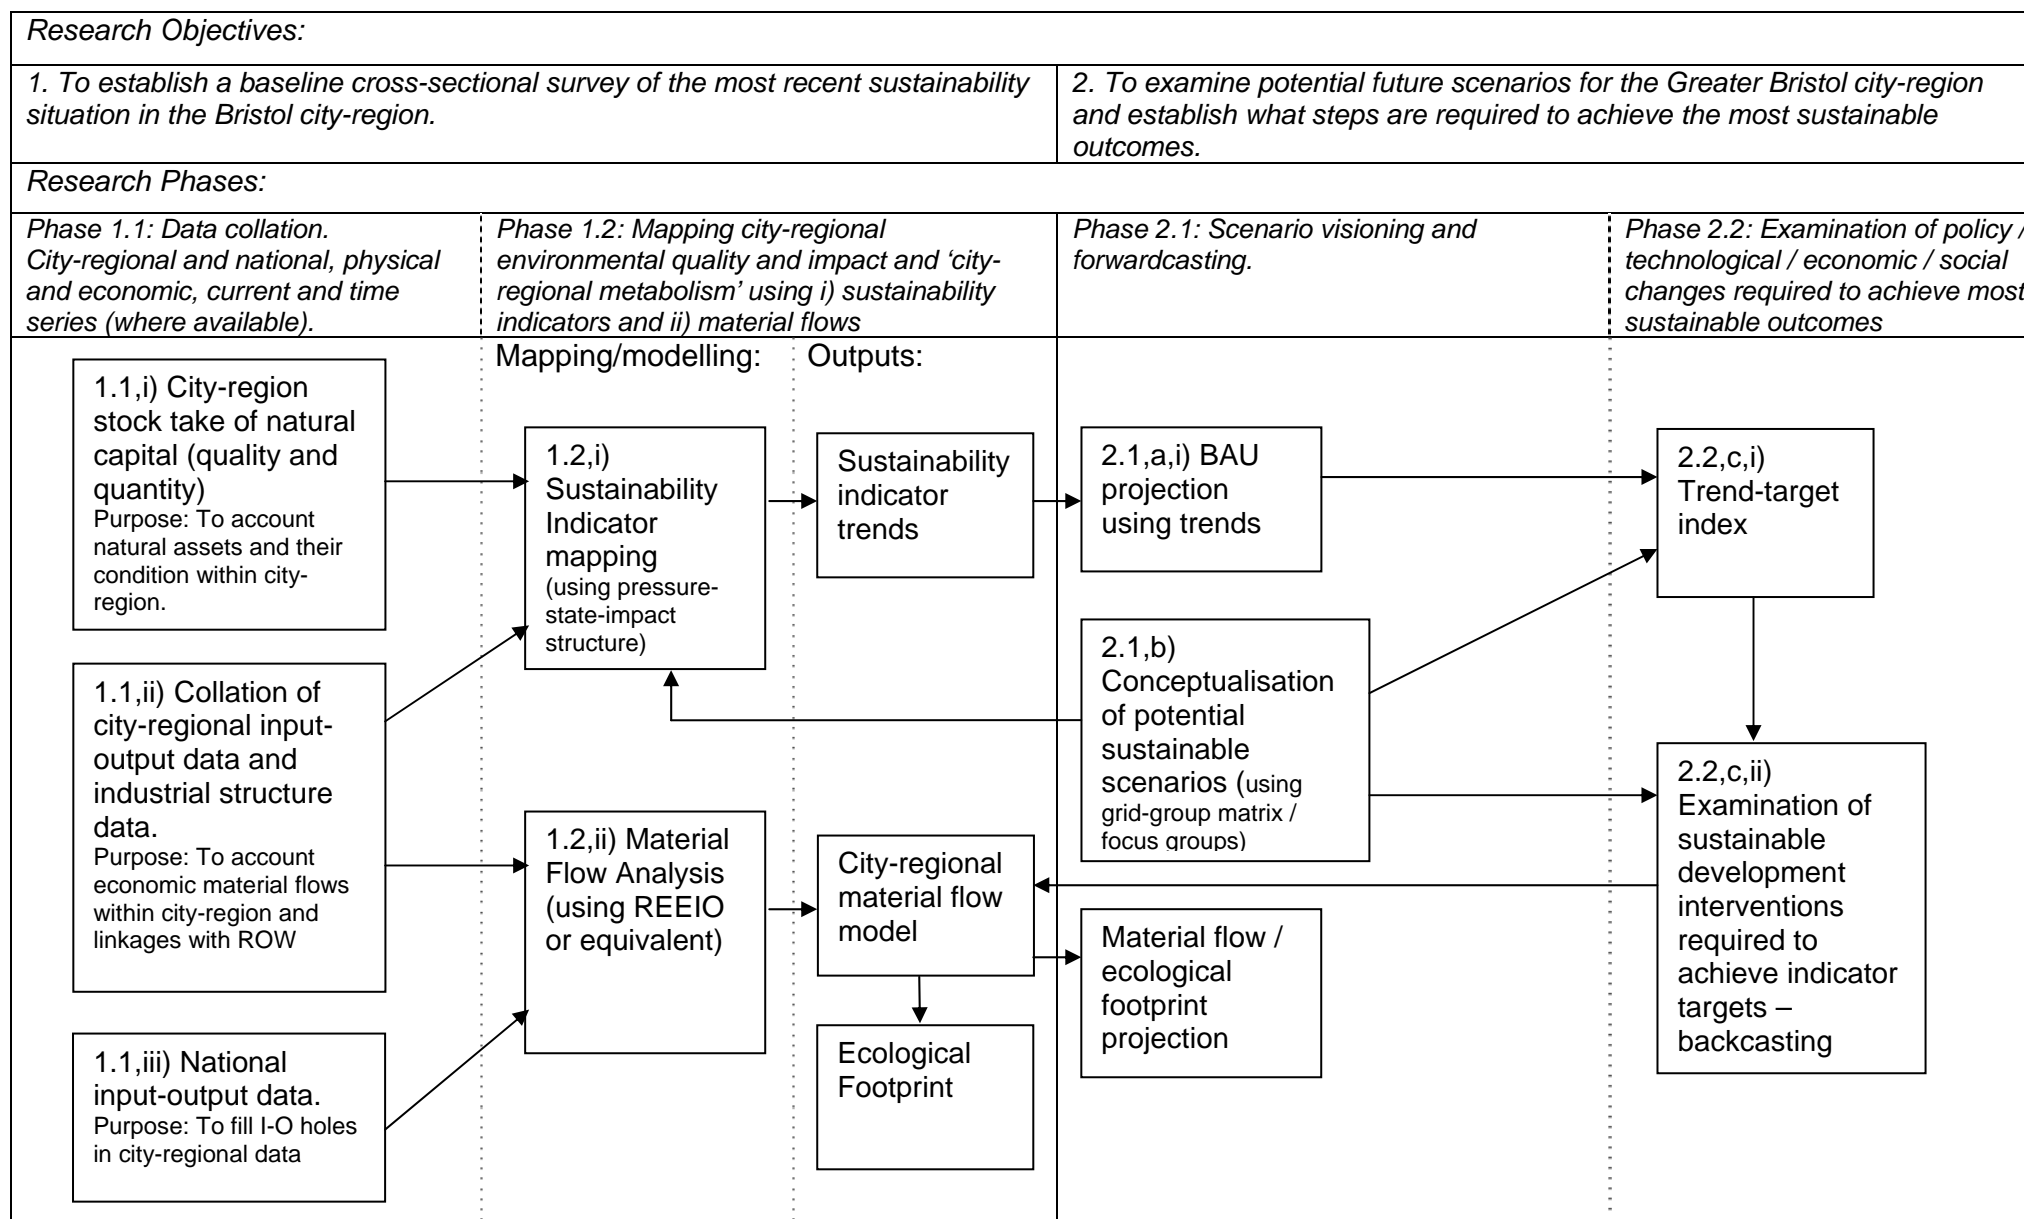 Research Objectives:
1. To establish a baseline cross-sectional survey of the most recent sustainability
situation in the Bristol city-region.
2. To examine potential future scenarios for the Greater Bristol city-region
and establish what steps are required to achieve the most sustainable
outcomes.
Research Phases:
Phase 1.1: Data collation.
City-regional and national, physical
and economic, current and time
series (where available).
Phase 1.2: Mapping city-regional
environmental quality and impact and ‘city-
regional metabolism’ using i) sustainability
indicators and ii) material flows
Phase 2.1: Scenario visioning and
forwardcasting.
Phase 2.2: Examination of policy /
technological / economic / social
changes required to achieve most
sustainable outcomes
Mapping/modelling:
Outputs:
1.1,i) City-region
stock take of natural
capital (quality and
quantity)
Purpose: To account
natural assets and their
condition within city-
region.
1.1,ii) Collation of
city-regional input-
output data and
industrial structure
data.
Purpose: To account
economic material flows
within city-region and
linkages with ROW
1.1,iii) National
input-output data.
Purpose: To fill I-O holes
in city-regional data
1.2,i)
Sustainability
Indicator
mapping
(using pressure-
state-impact
structure)
1.2,ii) Material
Flow Analysis
(using REEIO
or equivalent)
Sustainability
indicator
trends
City-regional
material flow
model
Ecological
Footprint
2.1,a,i) BAU
projection
using trends
2.1,b)
Conceptualisation
of potential
sustainable
scenarios (using
grid-group matrix /
focus groups)
Material flow /
ecological
footprint
projection
2.2,c,i)
Trend-target
index
2.2,c,ii)
Examination of
sustainable
development
interventions
required to
achieve indicator
targets –
backcasting